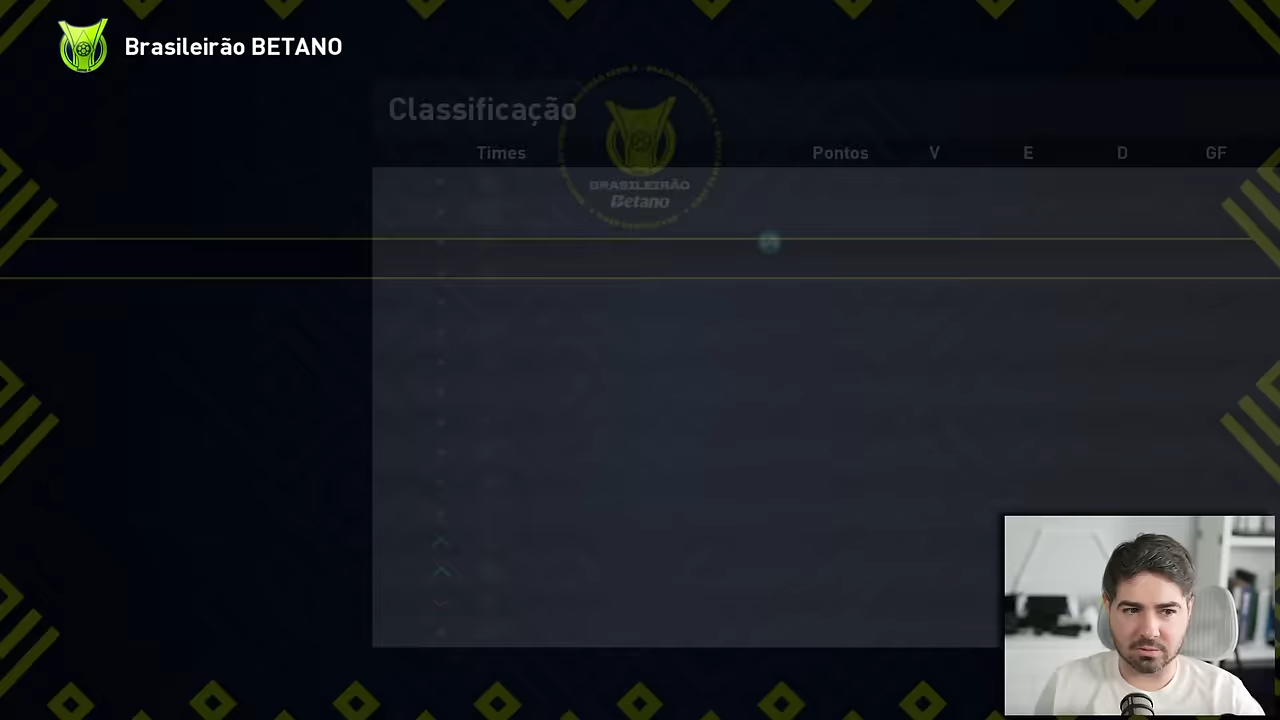 Brasileirão BETANO
Classificação
Times Pontos V E D GF
BRASILEIRÃO
Betano